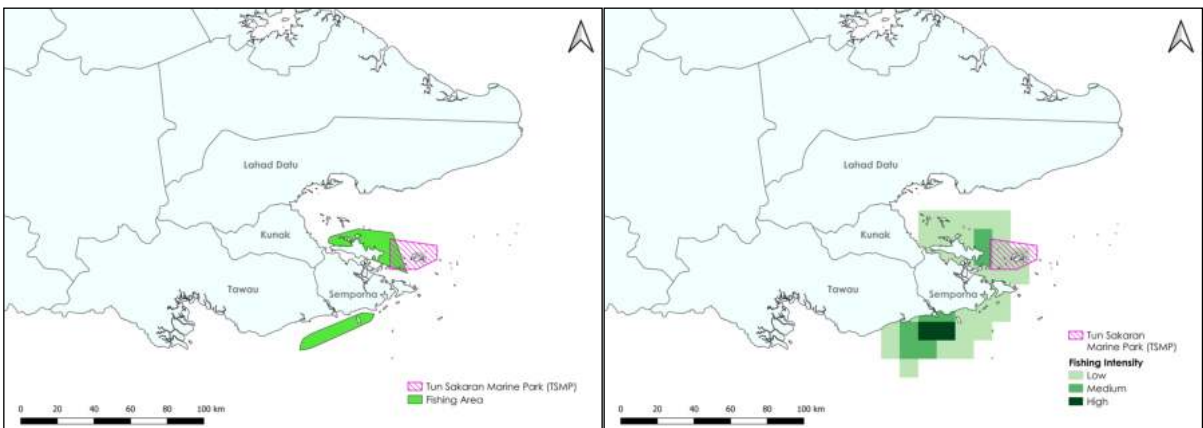 Lahad Datu
Kunak
Tawau
Semporna
Tun Sakaran Marine Park (TSMP)
Fishing Area
0 20 40 60 80 100 km
Lahad Datu
Kunak
Tawau
Semporna
Tun Sakaran
Marine Park (TSMP)
Fishing Intensity
Low
Medium
High
0 20 40 60 80 100 km